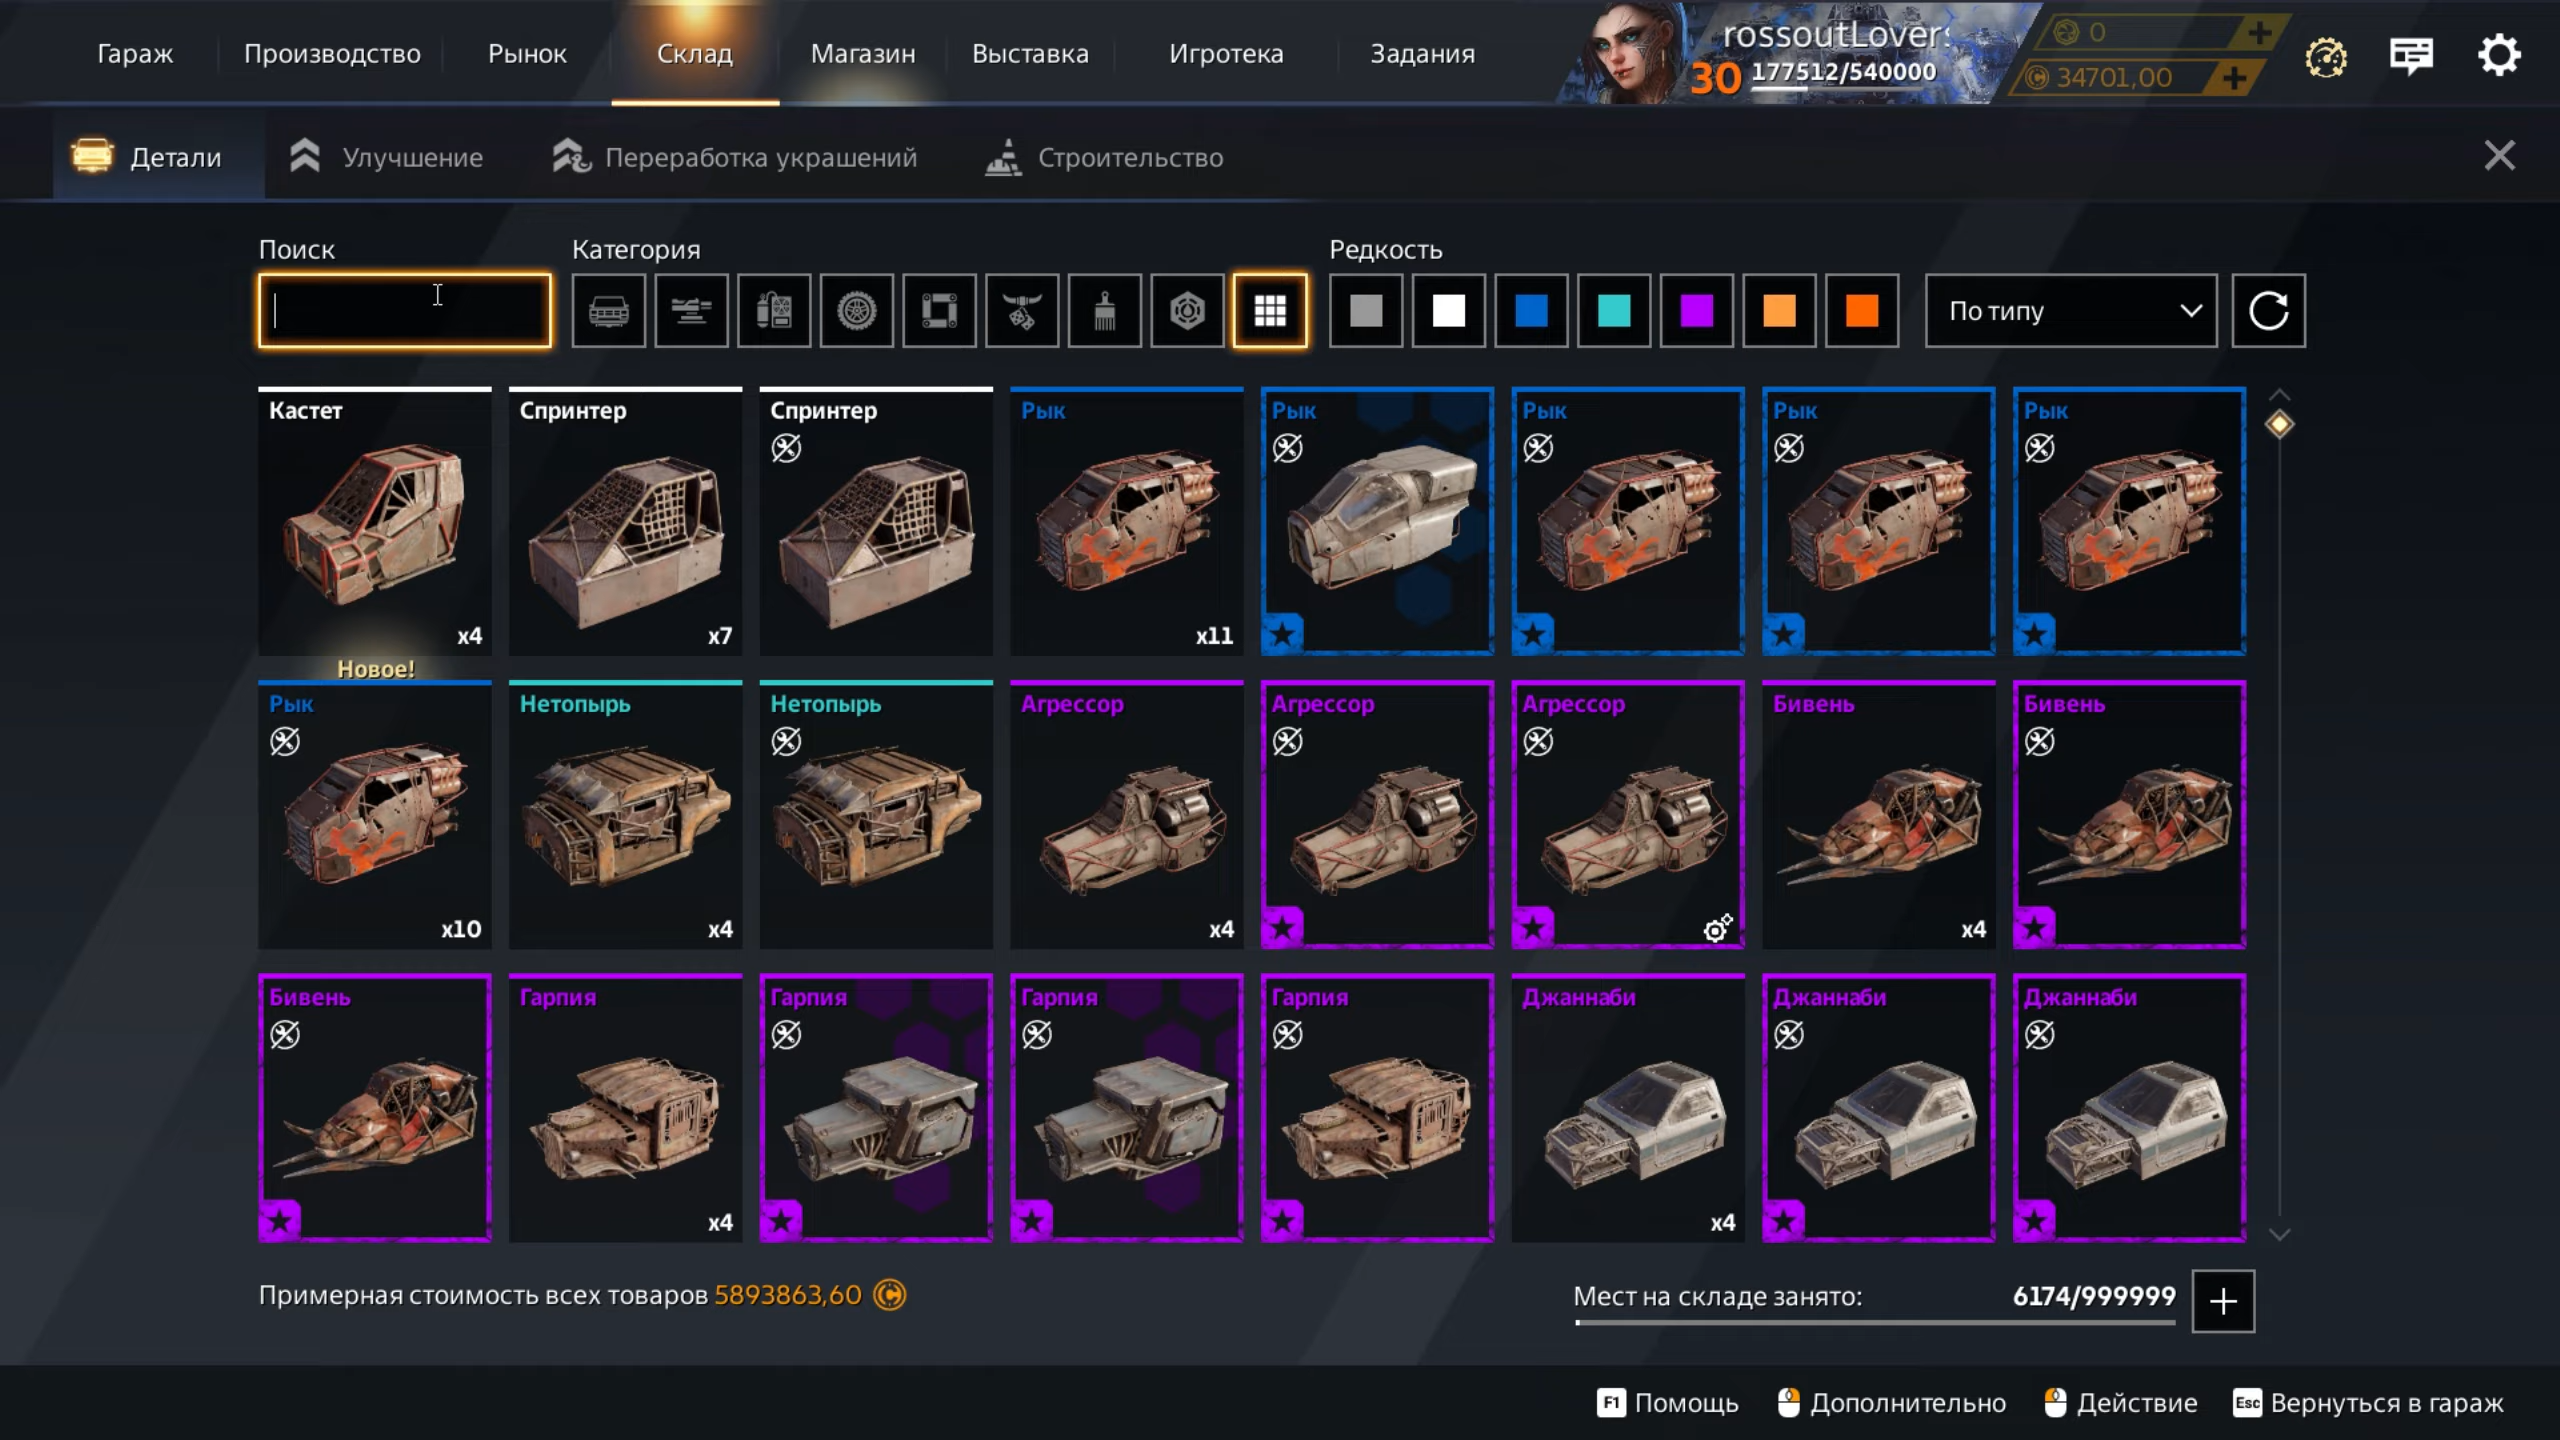 Гараж Производство Рынок Склад Магазин Выставка Игротека Задания
rossoutLover
30 177512/540000
0
34701,00
Детали Улучшение Переработка украшений Строительство
Поиск Категория Редкость
По типу
Кастет Спринтер Спринтер Рык Рык Рык Рык Рык
x4 x7 x11
Новое!
Рык Нетопырь Нетопырь Агрессор Агрессор Агрессор Бивень Бивень
x10 x4 x4 x4
Бивень Гарпия Гарпия Гарпия Гарпия Джаннаби Джаннаби Джаннаби
x4 x4
Примерная стоимость всех товаров 5893863,60
Мест на складе занято: 6174/999999
F1 Помощь Дополнительно Действие Esc Вернуться в гараж